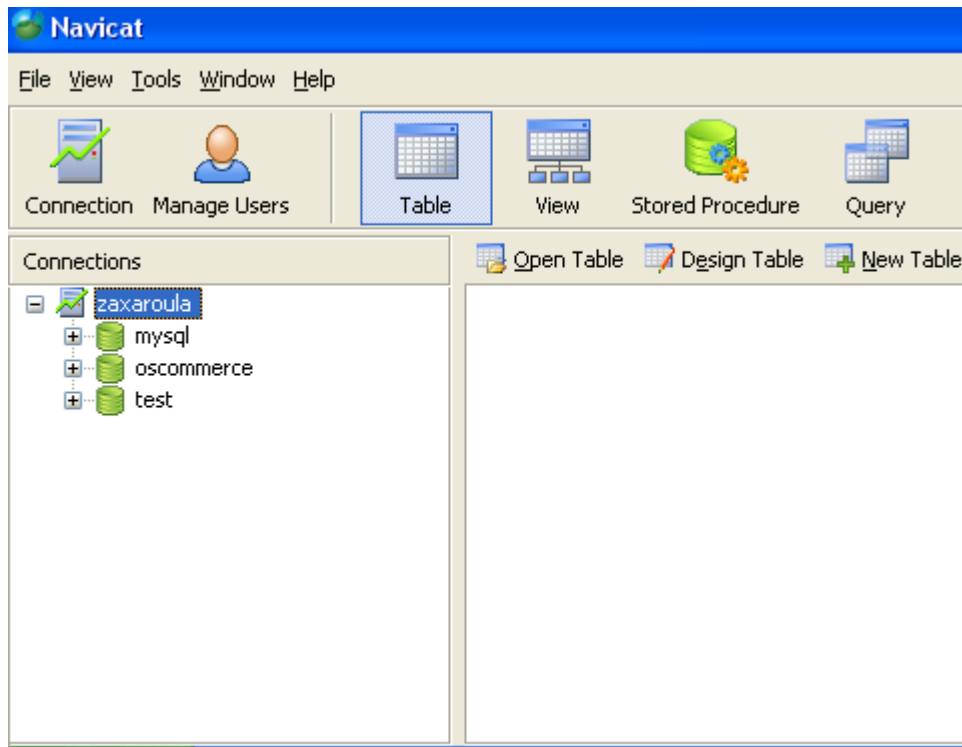 Navicat
File View Tools Window Help
Connection Manage Users Table View Stored Procedure Query
Connections Open Table Design Table New Table
zaxaroula
mysql
oscommerce
test